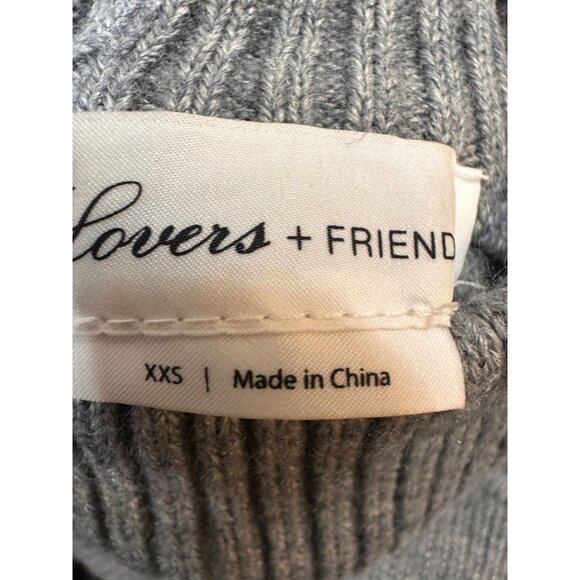 Lovers + FRIEND
XXS | Made in China